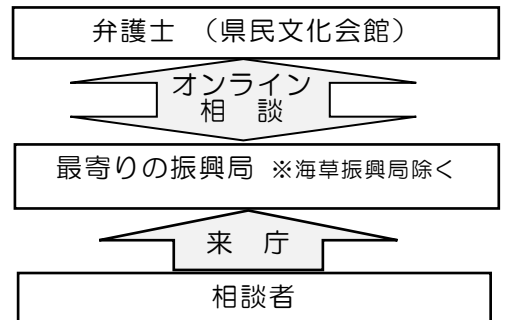 弁護士 （県民文化会館）
オンライン
相　談
最寄りの振興局 ※海草振興局除く
来　庁
相談者